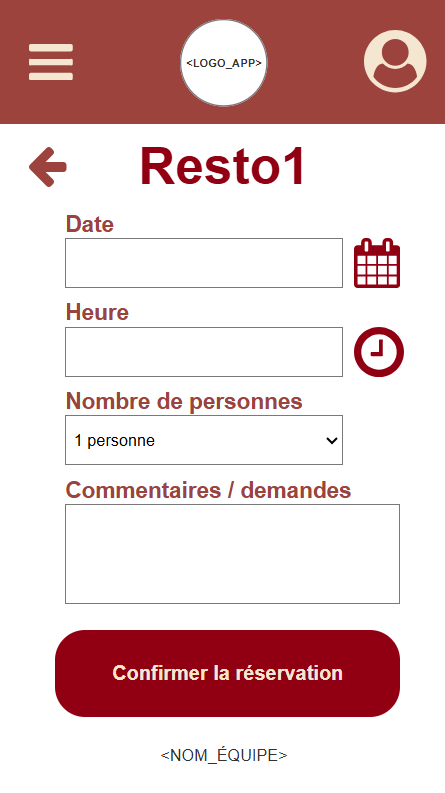 <LOGO_APP>
Resto1
Date
Heure
Nombre de personnes
1 personne
Commentaires / demandes
Confirmer la réservation
<NOM_ÉQUIPE>